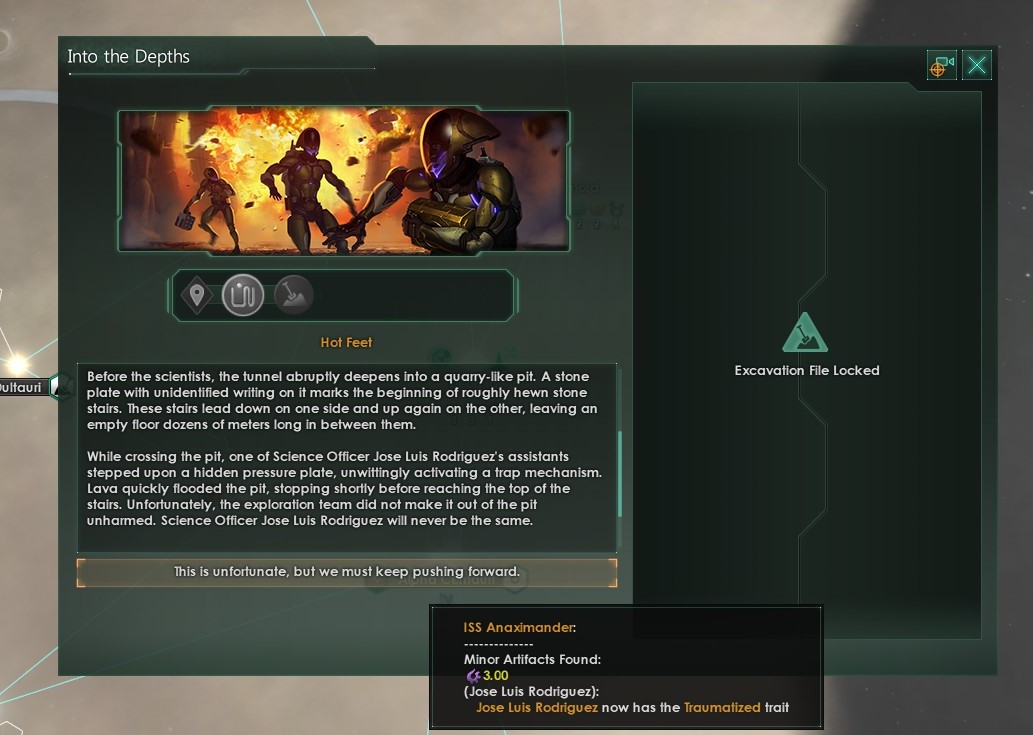 Into the Depths
Hot Feet
Before the scientists, the tunnel abruptly deepens into a quarry-like pit. A stone
plate with unidentified writing on it marks the beginning of roughly hewn stone
stairs. These stairs lead down on one side and up again on the other, leaving an
empty floor dozens of meters long in between them.
While crossing the pit, one of Science Officer Jose Luis Rodriguez's assistants
stepped upon a hidden pressure plate, unwittingly activating a trap mechanism.
Lava quickly flooded the pit, stopping shortly before reaching the top of the
stairs. Unfortunately, the exploration team did not make it out of the pit
unharmed. Science Officer Jose Luis Rodriguez will never be the same.
This is unfortunate, but we must keep pushing forward.
Alpha Centauri
Excavation File Locked
ISS Anaximander:
--------------
Minor Artifacts Found:
3.00
(Jose Luis Rodriguez):
Jose Luis Rodriguez now has the Traumatized trait